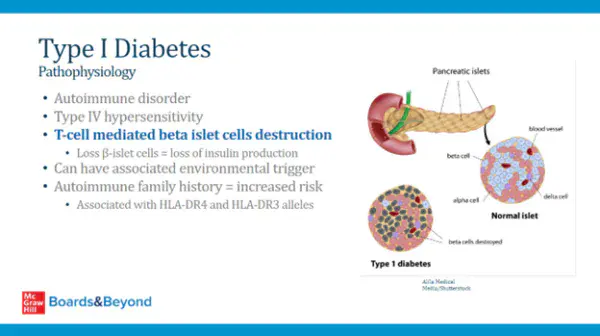 Type I Diabetes
Pathophysiology
• Autoimmune disorder
• Type IV hypersensitivity
• T-cell mediated beta islet cells destruction
• Loss β-islet cells = loss of insulin production
• Can have associated environmental trigger
• Autoimmune family history = increased risk
• Associated with HLA-DR4 and HLA-DR3 alleles
Pancreatic islets
blood vessel
beta cell
alpha cell
delta cell
Normal islet
beta cells destroyed
Type 1 diabetes
Alila Medical
Media/Shutterstock
Mc
Graw
Hill
Boards&Beyond